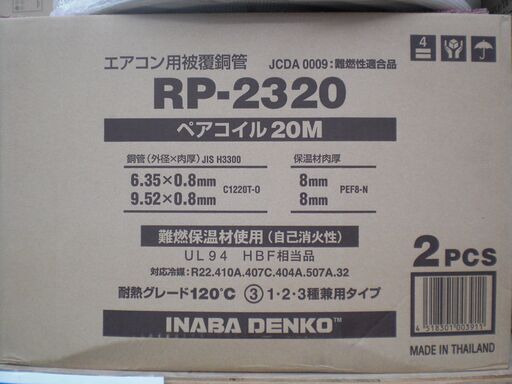 エアコン用被覆銅管
JCDA 0009:難燃性適合品
RP-2320
ペアコイル 20M
銅管(外径×肉厚) JIS H3300
保温材肉厚
6.35×0.8mm C1220T-O 8mm PEF8-N
9.52×0.8mm 8mm
難燃保温材使用(自己消火性)
UL94 HBF相当品
対応冷媒:R22.410A.407C.404A.507A.32
耐熱グレード120℃ ③ 1・2・3種兼用タイプ
INABA DENKO™
4
2PCS
4 518301 003911
MADE IN THAILAND